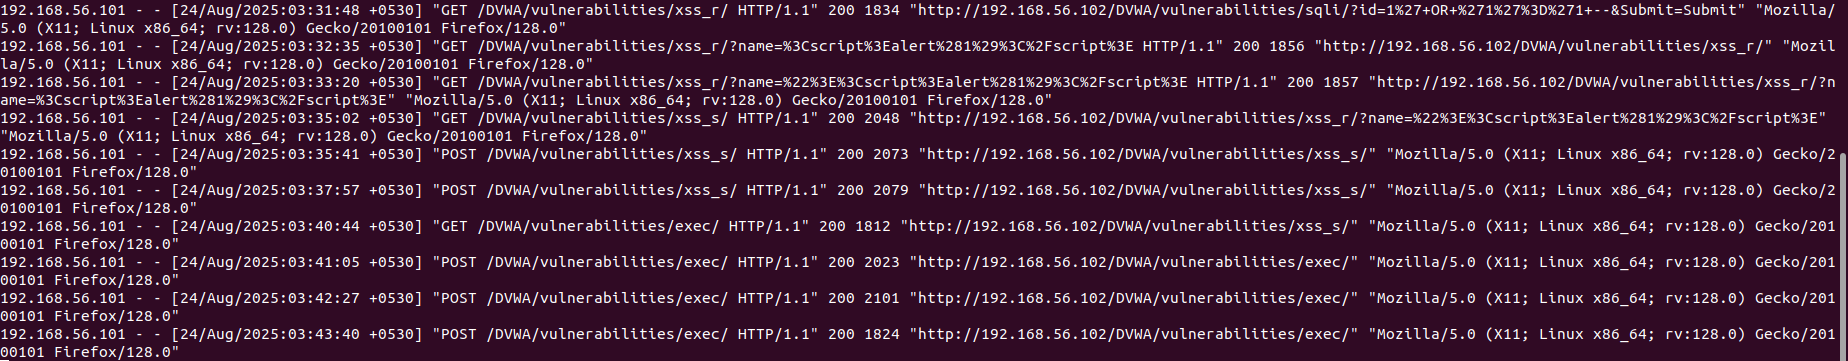 192.168.56.101 - - [24/Aug/2025:03:31:48 +0530] "GET /DVWA/vulnerabilities/xss_r/ HTTP/1.1" 200 1834 "http://192.168.56.102/DVWA/vulnerabilities/sqli/?id=1%27+OR+%271%27%3D%271+--&Submit=Submit" "Mozilla/
5.0 (X11; Linux x86_64; rv:128.0) Gecko/20100101 Firefox/128.0"
192.168.56.101 - - [24/Aug/2025:03:32:35 +0530] "GET /DVWA/vulnerabilities/xss_r/?name=%3Cscript%3Ealert%281%29%3C%2Fscript%3E HTTP/1.1" 200 1856 "http://192.168.56.102/DVWA/vulnerabilities/xss_r/" "Mozil
la/5.0 (X11; Linux x86_64; rv:128.0) Gecko/20100101 Firefox/128.0"
192.168.56.101 - - [24/Aug/2025:03:33:20 +0530] "GET /DVWA/vulnerabilities/xss_r/?name=%22%3E%3Cscript%3Ealert%281%29%3C%2Fscript%3E HTTP/1.1" 200 1857 "http://192.168.56.102/DVWA/vulnerabilities/xss_r/?n
ame=%3Cscript%3Ealert%281%29%3C%2Fscript%3E" "Mozilla/5.0 (X11; Linux x86_64; rv:128.0) Gecko/20100101 Firefox/128.0"
192.168.56.101 - - [24/Aug/2025:03:35:02 +0530] "GET /DVWA/vulnerabilities/xss_s/ HTTP/1.1" 200 2048 "http://192.168.56.102/DVWA/vulnerabilities/xss_r/?name=%22%3E%3Cscript%3Ealert%281%29%3C%2Fscript%3E"
"Mozilla/5.0 (X11; Linux x86_64; rv:128.0) Gecko/20100101 Firefox/128.0"
192.168.56.101 - - [24/Aug/2025:03:35:41 +0530] "POST /DVWA/vulnerabilities/xss_s/ HTTP/1.1" 200 2073 "http://192.168.56.102/DVWA/vulnerabilities/xss_s/" "Mozilla/5.0 (X11; Linux x86_64; rv:128.0) Gecko/2
0100101 Firefox/128.0"
192.168.56.101 - - [24/Aug/2025:03:37:57 +0530] "POST /DVWA/vulnerabilities/xss_s/ HTTP/1.1" 200 2079 "http://192.168.56.102/DVWA/vulnerabilities/xss_s/" "Mozilla/5.0 (X11; Linux x86_64; rv:128.0) Gecko/2
0100101 Firefox/128.0"
192.168.56.101 - - [24/Aug/2025:03:40:44 +0530] "GET /DVWA/vulnerabilities/exec/ HTTP/1.1" 200 1812 "http://192.168.56.102/DVWA/vulnerabilities/xss_s/" "Mozilla/5.0 (X11; Linux x86_64; rv:128.0) Gecko/201
00101 Firefox/128.0"
192.168.56.101 - - [24/Aug/2025:03:41:05 +0530] "POST /DVWA/vulnerabilities/exec/ HTTP/1.1" 200 2023 "http://192.168.56.102/DVWA/vulnerabilities/exec/" "Mozilla/5.0 (X11; Linux x86_64; rv:128.0) Gecko/201
00101 Firefox/128.0"
192.168.56.101 - - [24/Aug/2025:03:42:27 +0530] "POST /DVWA/vulnerabilities/exec/ HTTP/1.1" 200 2101 "http://192.168.56.102/DVWA/vulnerabilities/exec/" "Mozilla/5.0 (X11; Linux x86_64; rv:128.0) Gecko/201
00101 Firefox/128.0"
192.168.56.101 - - [24/Aug/2025:03:43:40 +0530] "POST /DVWA/vulnerabilities/exec/ HTTP/1.1" 200 1824 "http://192.168.56.102/DVWA/vulnerabilities/exec/" "Mozilla/5.0 (X11; Linux x86_64; rv:128.0) Gecko/201
00101 Firefox/128.0"